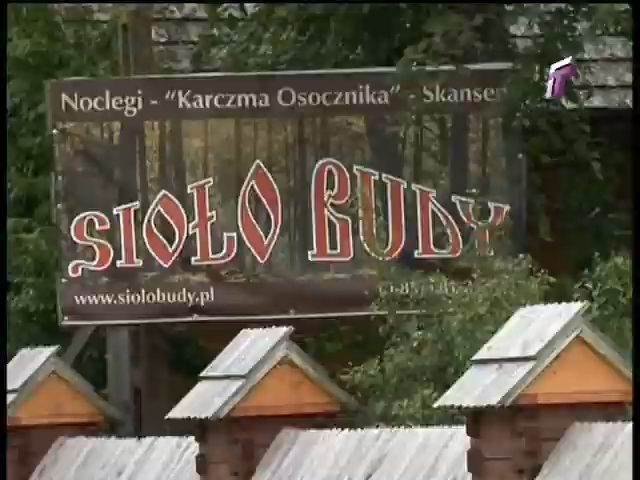 Noclegi - "Karczma Osocznika" - Skansen
SIOŁO BUDY
www.siolobudy.pl